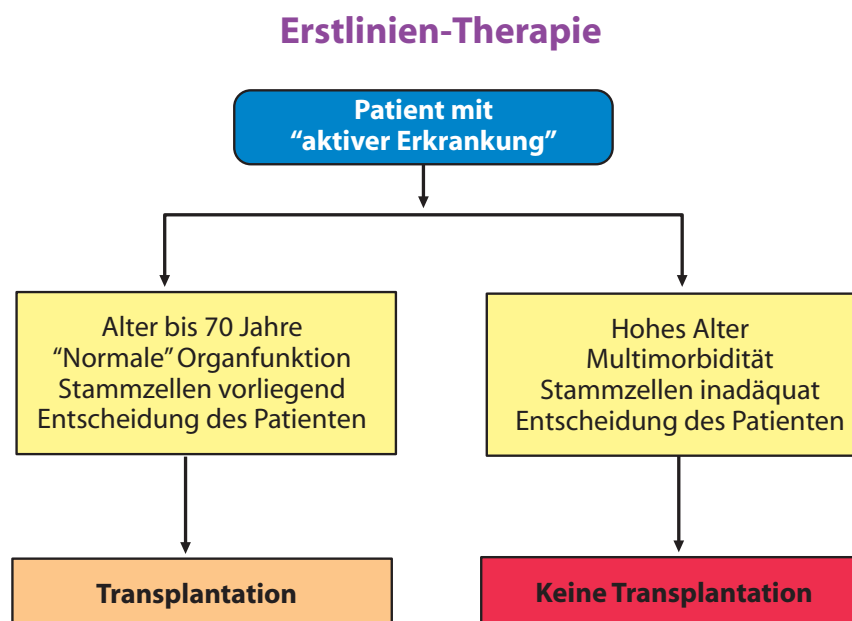 Erstlinien-Therapie
Patient mit
“aktiver Erkrankung”
Alter bis 70 Jahre
“Normale” Organfunktion
Stammzellen vorliegend
Entscheidung des Patienten
Hohes Alter
Multimorbidität
Stammzellen inadäquat
Entscheidung des Patienten
Transplantation
Keine Transplantation